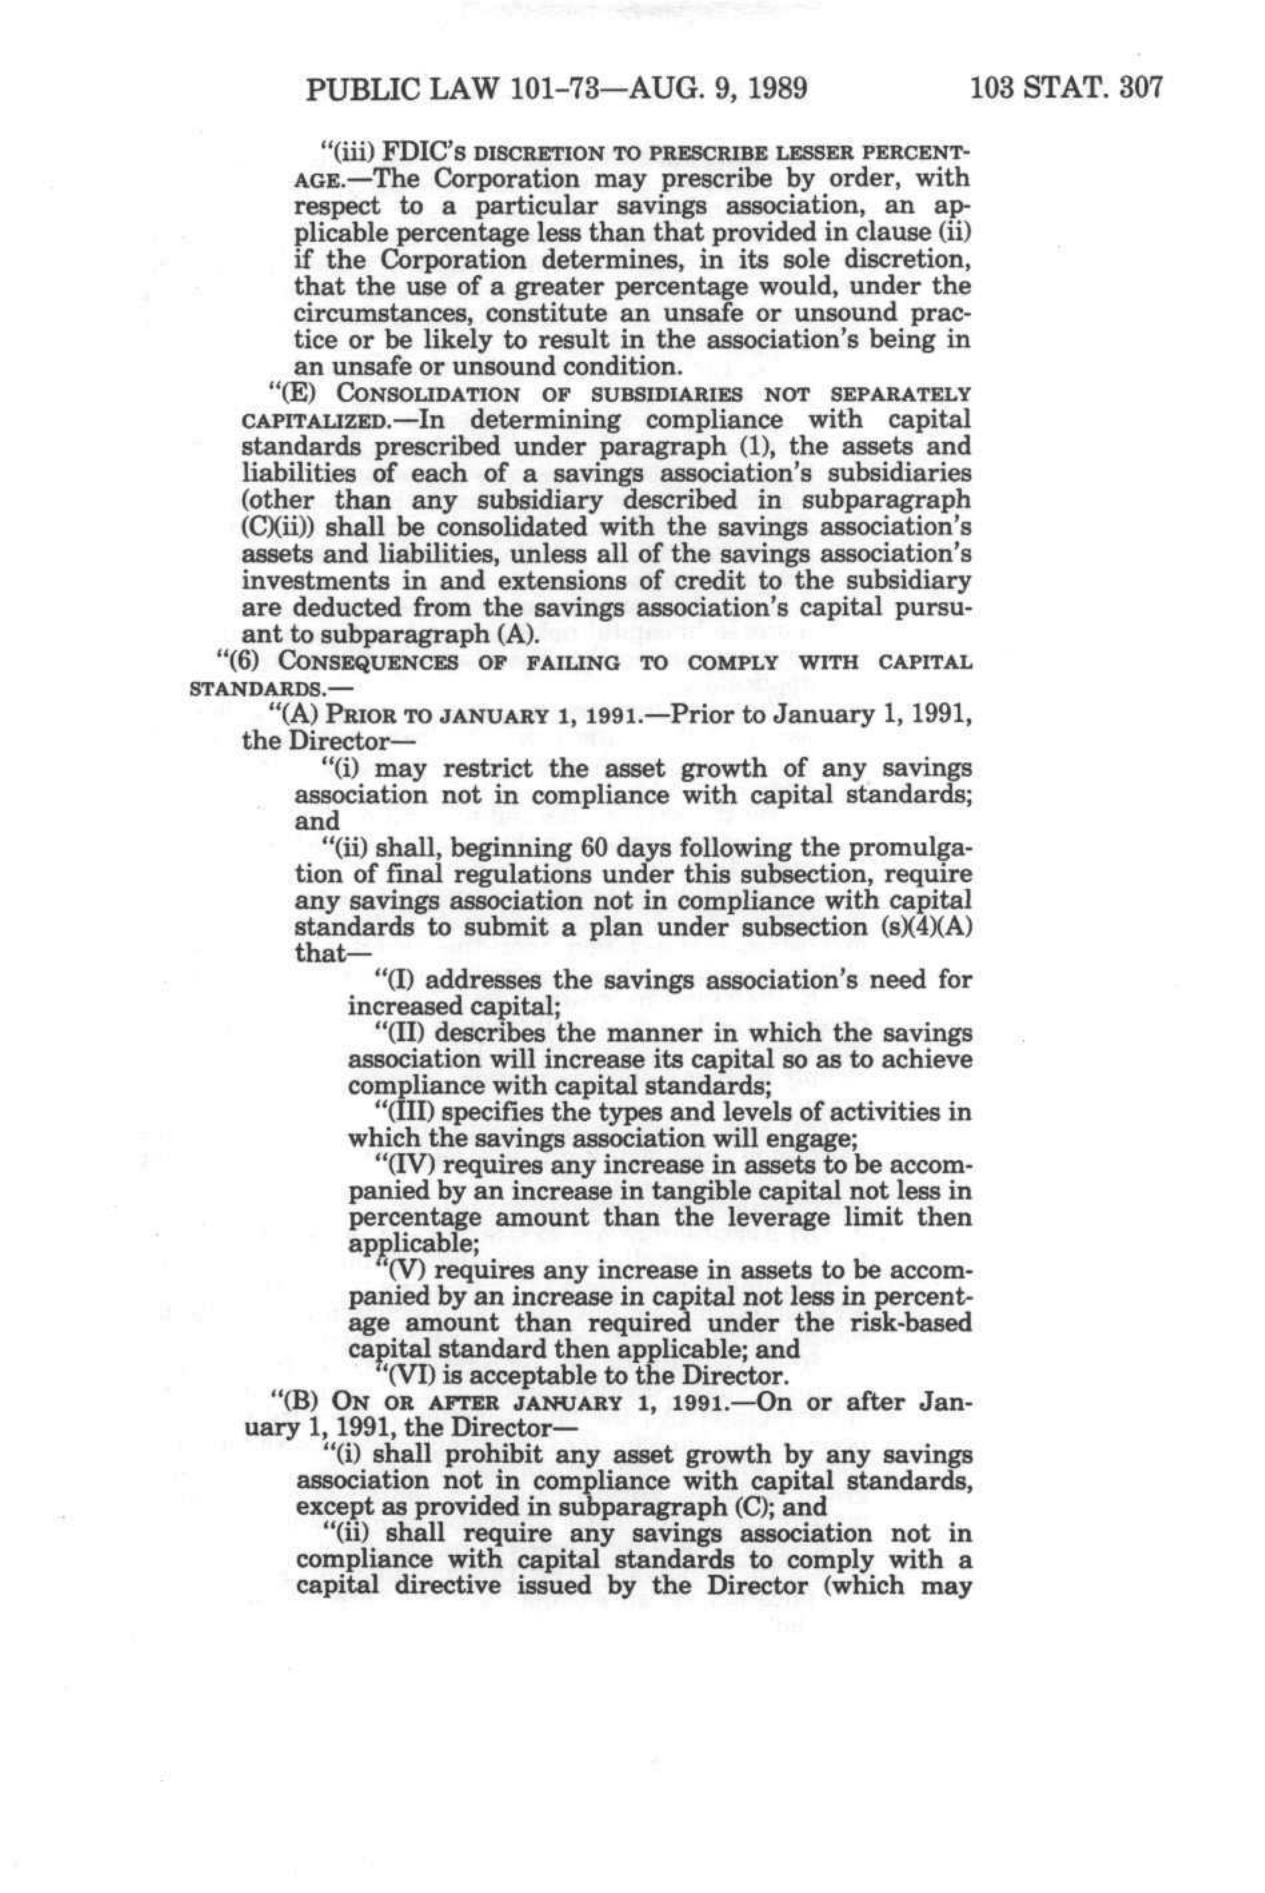 PUBLIC LAW 101-73—AUG. 9, 1989 103 STAT. 307
“(iii) FDIC’S DISCRETION TO PRESCRIBE LESSER PERCENT-
AGE.—The Corporation may prescribe by order, with
respect to a particular savings association, an ap-
plicable percentage less than that provided in clause (ii)
if the Corporation determines, in its sole discretion,
that the use of a greater percentage would, under the
circumstances, constitute an unsafe or unsound prac-
tice or be likely to result in the association’s being in
an unsafe or unsound condition.
“(E) CONSOLIDATION OF SUBSIDIARIES NOT SEPARATELY
CAPITALIZED.—In determining compliance with capital
standards prescribed under paragraph (1), the assets and
liabilities of each of a savings association’s subsidiaries
(other than any subsidiary described in subparagraph
(C)(ii)) shall be consolidated with the savings association’s
assets and liabilities, unless all of the savings association’s
investments in and extensions of credit to the subsidiary
are deducted from the savings association’s capital pursu-
ant to subparagraph (A).
“(6) CONSEQUENCES OF FAILING TO COMPLY WITH CAPITAL
STANDARDS.—
“(A) PRIOR TO JANUARY 1, 1991.—Prior to January 1, 1991,
the Director—
“(i) may restrict the asset growth of any savings
association not in compliance with capital standards;
and
“(ii) shall, beginning 60 days following the promulga-
tion of final regulations under this subsection, require
any savings association not in compliance with capital
standards to submit a plan under subsection (s)(4)(A)
that—
“(I) addresses the savings association’s need for
increased capital;
“(II) describes the manner in which the savings
association will increase its capital so as to achieve
compliance with capital standards;
“(III) specifies the types and levels of activities in
which the savings association will engage;
“(IV) requires any increase in assets to be accom-
panied by an increase in tangible capital not less in
percentage amount than the leverage limit then
applicable;
“(V) requires any increase in assets to be accom-
panied by an increase in capital not less in percent-
age amount than required under the risk-based
capital standard then applicable; and
“(VI) is acceptable to the Director.
“(B) ON OR AFTER JANUARY 1, 1991.—On or after Jan-
uary 1, 1991, the Director—
“(i) shall prohibit any asset growth by any savings
association not in compliance with capital standards,
except as provided in subparagraph (C); and
“(ii) shall require any savings association not in
compliance with capital standards to comply with a
capital directive issued by the Director (which may